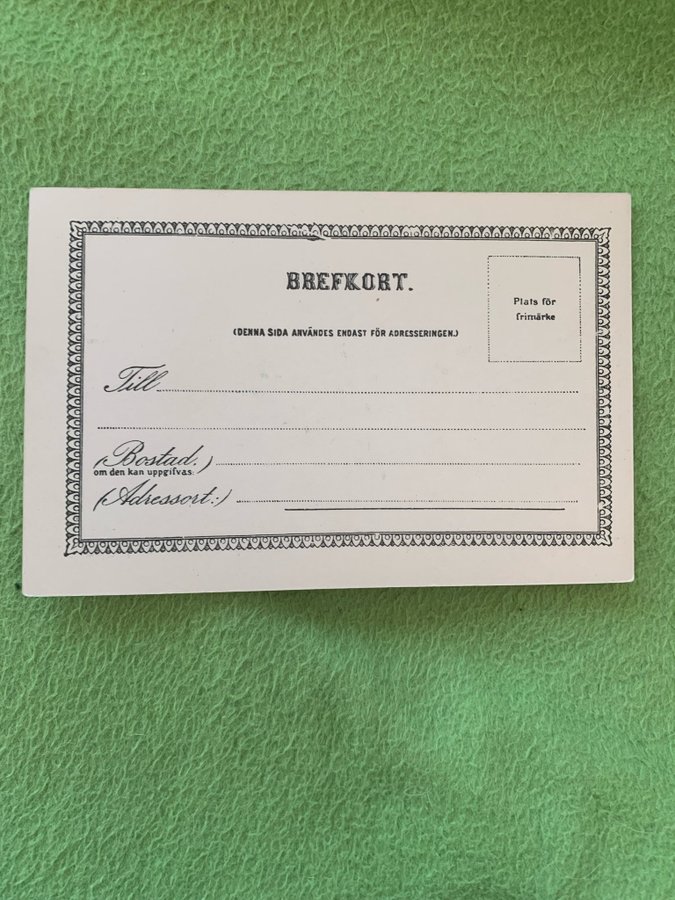 BREFKORT.
Plats för
frimärke
(DENNA SIDA ANVÄNDES ENDAST FÖR ADRESSERINGEN.)
Till
(Bostad.)
om den kan uppgifvas:
(Adressort:)